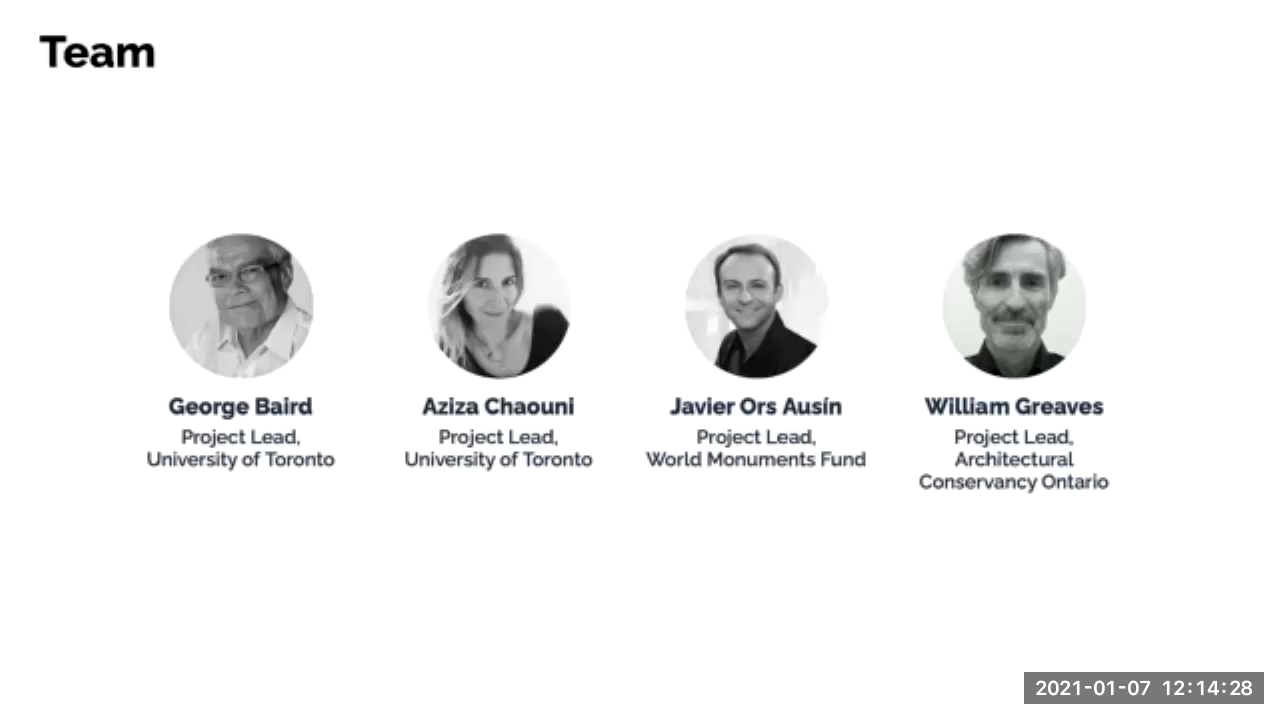 Team
George Baird
Project Lead,
University of Toronto
Aziza Chaouni
Project Lead,
University of Toronto
Javier Ors Ausín
Project Lead,
World Monuments Fund
William Greaves
Project Lead,
Architectural
Conservancy Ontario
2021-01-07 12:14:28